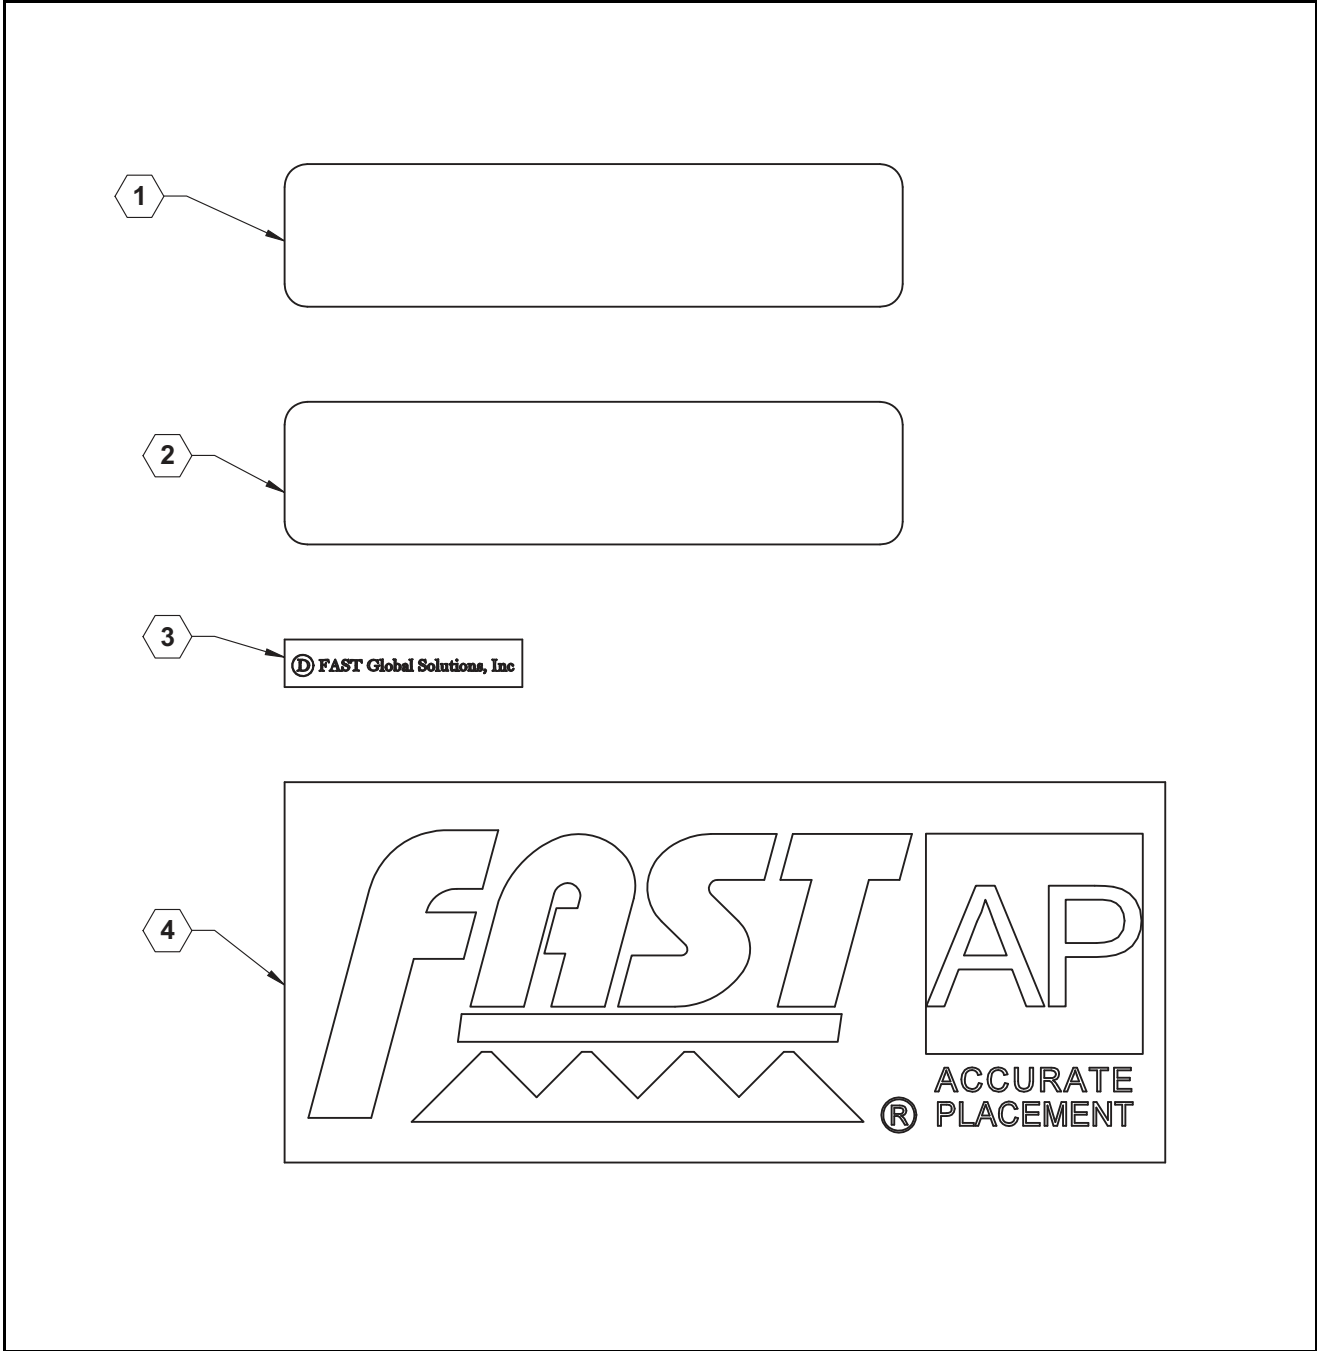 1
2
3
D FAST Global Solutions, Inc
4
FAST
AP
ACCURATE
® PLACEMENT